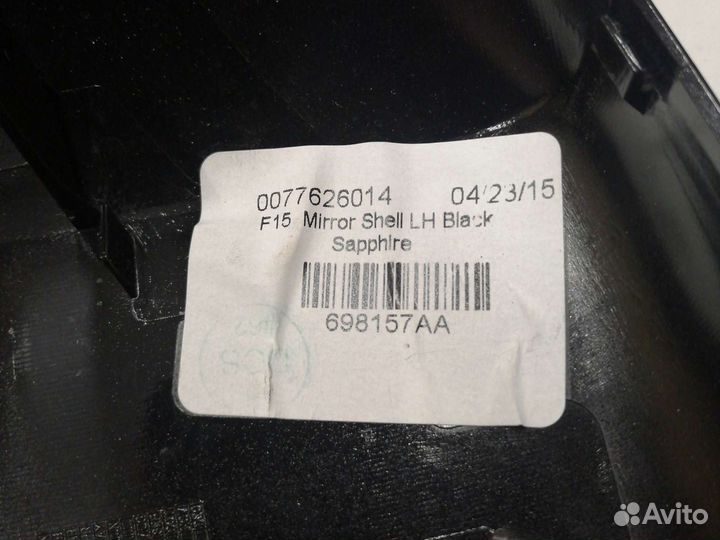 0077626014 04/23/15
F15 Mirror Shell LH Black
Sapphire
698157AA
Avito